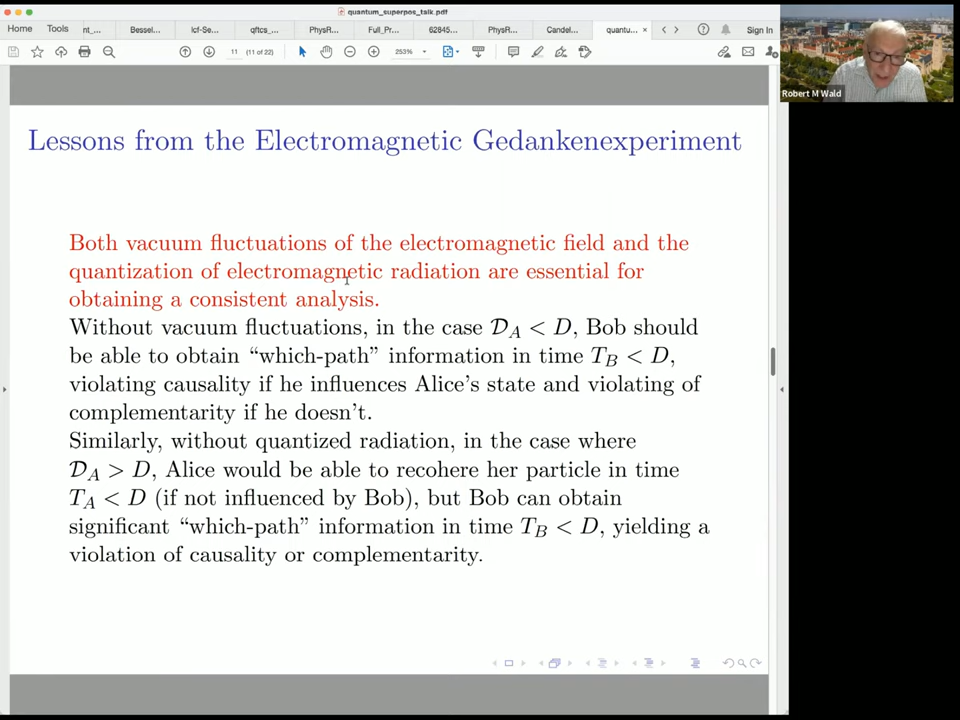 quantum_superpos_talk.pdf
Home Tools nt_... Bessel... lcf-Se... qftcs_... PhysR... Full_Pr... 62845... PhysR... Candel... quantu... × Sign In
11 (11 of 22) 253%
Robert M Wald
Lessons from the Electromagnetic Gedankenexperiment
Both vacuum fluctuations of the electromagnetic field and the
quantization of electromagnetic radiation are essential for
obtaining a consistent analysis.
Without vacuum fluctuations, in the case 𝒟_A < D, Bob should
be able to obtain “which-path” information in time T_B < D,
violating causality if he influences Alice’s state and violating of
complementarity if he doesn’t.
Similarly, without quantized radiation, in the case where
𝒟_A > D, Alice would be able to recohere her particle in time
T_A < D (if not influenced by Bob), but Bob can obtain
significant “which-path” information in time T_B < D, yielding a
violation of causality or complementarity.